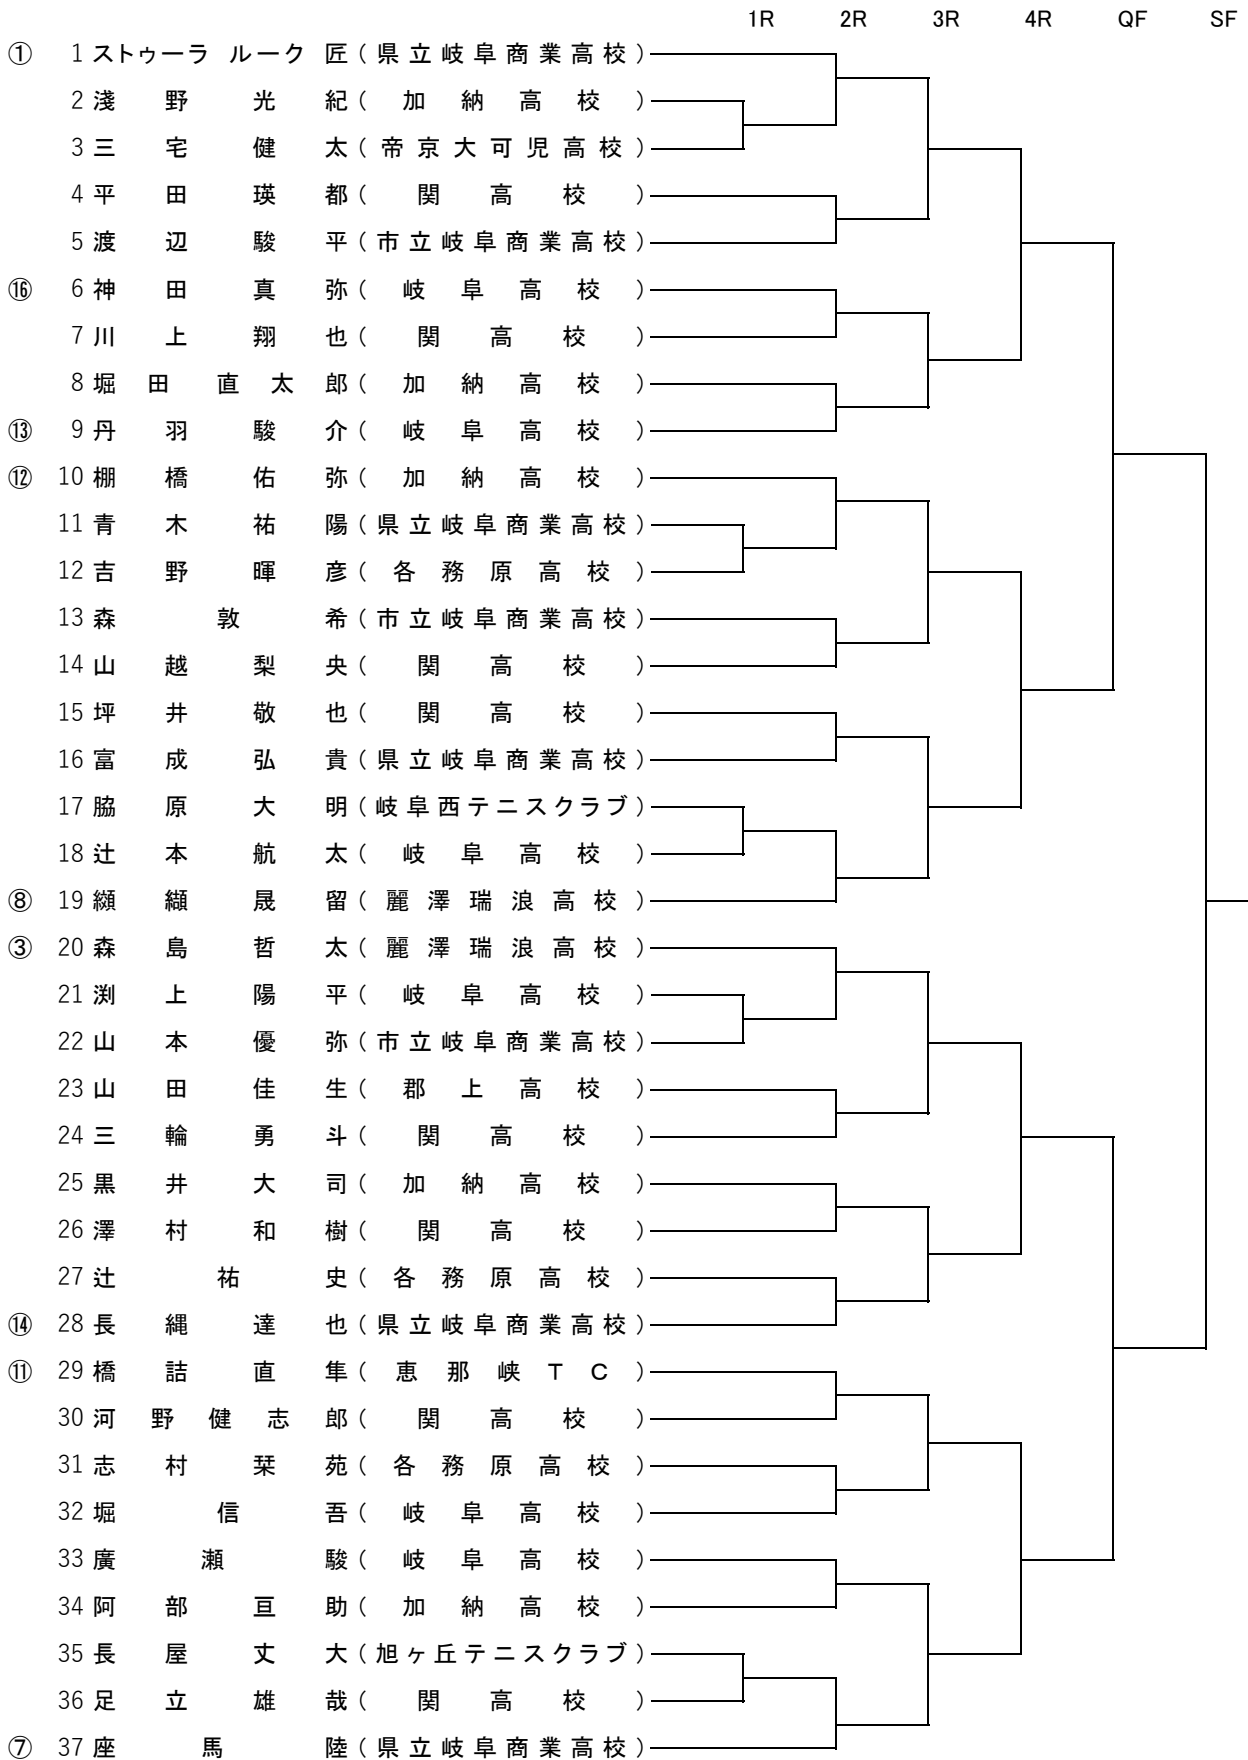 1R 2R 3R 4R QF SF
① 1 ストゥーラ ルーク 匠 (県立岐阜商業高校)
2 淺野光紀 (加納高校)
3 三宅健太 (帝京大可児高校)
4 平田瑛都 (関高校)
5 渡辺駿平 (市立岐阜商業高校)
⑯ 6 神田真弥 (岐阜高校)
7 川上翔也 (関高校)
8 堀田直太郎 (加納高校)
⑬ 9 丹羽駿介 (岐阜高校)
⑫ 10 棚橋佑弥 (加納高校)
11 青木祐陽 (県立岐阜商業高校)
12 吉野暉彦 (各務原高校)
13 森敦希 (市立岐阜商業高校)
14 山越梨央 (関高校)
15 坪井敬也 (関高校)
16 富成弘貴 (県立岐阜商業高校)
17 脇原大明 (岐阜西テニスクラブ)
18 辻本航太 (岐阜高校)
⑧ 19 纐纈晟留 (麗澤瑞浪高校)
③ 20 森島哲太 (麗澤瑞浪高校)
21 渕上陽平 (岐阜高校)
22 山本優弥 (市立岐阜商業高校)
23 山田佳生 (郡上高校)
24 三輪勇斗 (関高校)
25 黒井大司 (加納高校)
26 澤村和樹 (関高校)
27 辻祐史 (各務原高校)
⑭ 28 長縄達也 (県立岐阜商業高校)
⑪ 29 橋詰直隼 (恵那峡TC)
30 河野健志郎 (関高校)
31 志村栞苑 (各務原高校)
32 堀信吾 (岐阜高校)
33 廣瀬駿 (岐阜高校)
34 阿部亘助 (加納高校)
35 長屋丈大 (旭ヶ丘テニスクラブ)
36 足立雄哉 (関高校)
⑦ 37 座馬陸 (県立岐阜商業高校)